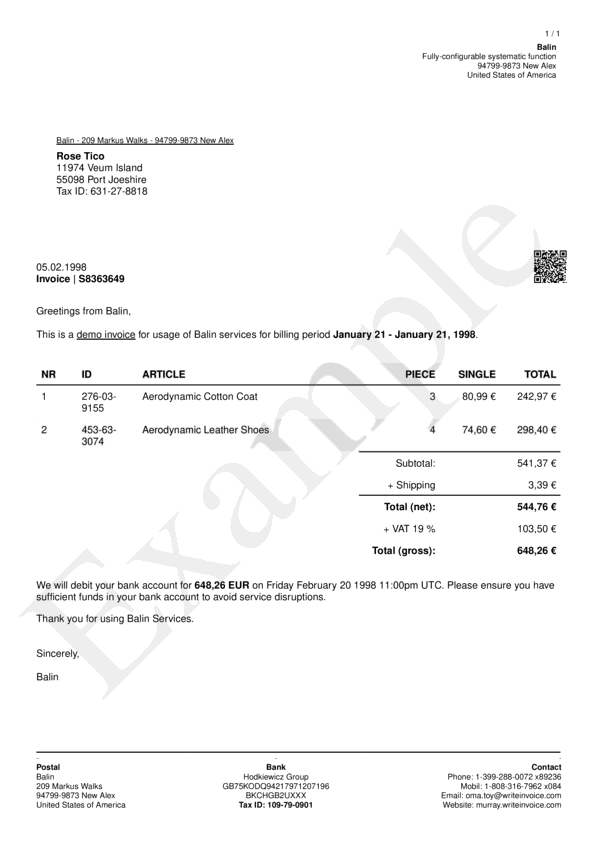 1 / 1
Balin
Fully-configurable systematic function
94799-9873 New Alex
United States of America
Balin - 209 Markus Walks - 94799-9873 New Alex
Rose Tico
11974 Veum Island
55098 Port Joeshire
Tax ID: 631-27-8818
05.02.1998
Invoice | S8363649
Greetings from Balin,
This is a demo invoice for usage of Balin services for billing period January 21 - January 21, 1998.
NR ID ARTICLE PIECE SINGLE TOTAL
1 276-03- Aerodynamic Cotton Coat 3 80,99 € 242,97 €
9155
2 453-63- Aerodynamic Leather Shoes 4 74,60 € 298,40 €
3074
Subtotal: 541,37 €
+ Shipping 3,39 €
Total (net): 544,76 €
+ VAT 19 % 103,50 €
Total (gross): 648,26 €
We will debit your bank account for 648,26 EUR on Friday February 20 1998 11:00pm UTC. Please ensure you have
sufficient funds in your bank account to avoid service disruptions.
Thank you for using Balin Services.
Sincerely,
Balin
Example
Postal
Balin
209 Markus Walks
94799-9873 New Alex
United States of America
Bank
Hodkiewicz Group
GB75KODQ94217971207196
BKCHGB2UXXX
Tax ID: 109-79-0901
Contact
Phone: 1-399-288-0072 x89236
Mobil: 1-808-316-7962 x084
Email: oma.toy@writeinvoice.com
Website: murray.writeinvoice.com